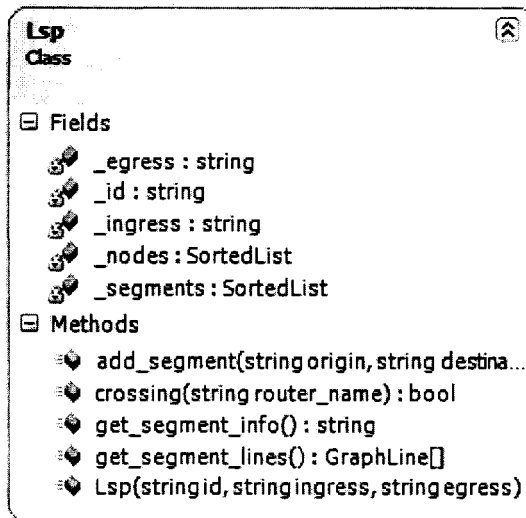 Lsp
Class
Fields
_egress : string
_id : string
_ingress : string
_nodes : SortedList
_segments : SortedList
Methods
add_segment(string origin, string destina...
crossing(string router_name) : bool
get_segment_info() : string
get_segment_lines() : GraphLine[]
Lsp(string id, string ingress, string egress)